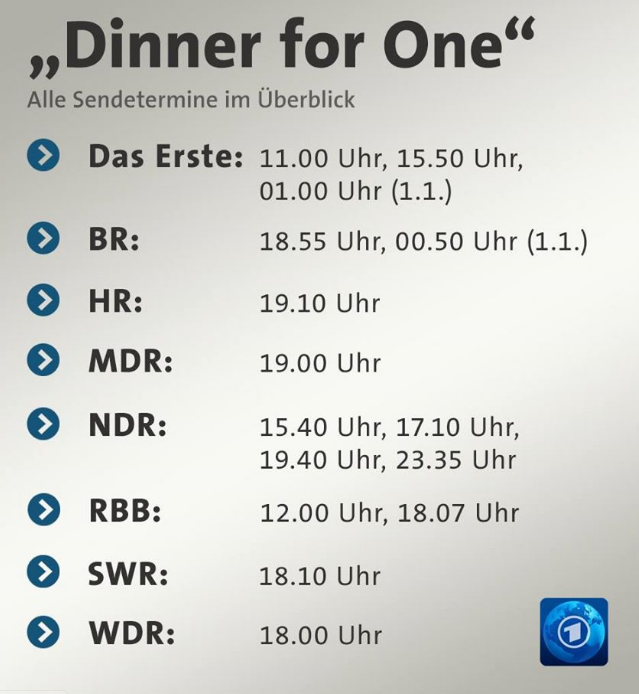 „Dinner for One“
Alle Sendetermine im Überblick
Das Erste: 11.00 Uhr, 15.50 Uhr,
01.00 Uhr (1.1.)
BR: 18.55 Uhr, 00.50 Uhr (1.1.)
HR: 19.10 Uhr
MDR: 19.00 Uhr
NDR: 15.40 Uhr, 17.10 Uhr,
19.40 Uhr, 23.35 Uhr
RBB: 12.00 Uhr, 18.07 Uhr
SWR: 18.10 Uhr
WDR: 18.00 Uhr
1